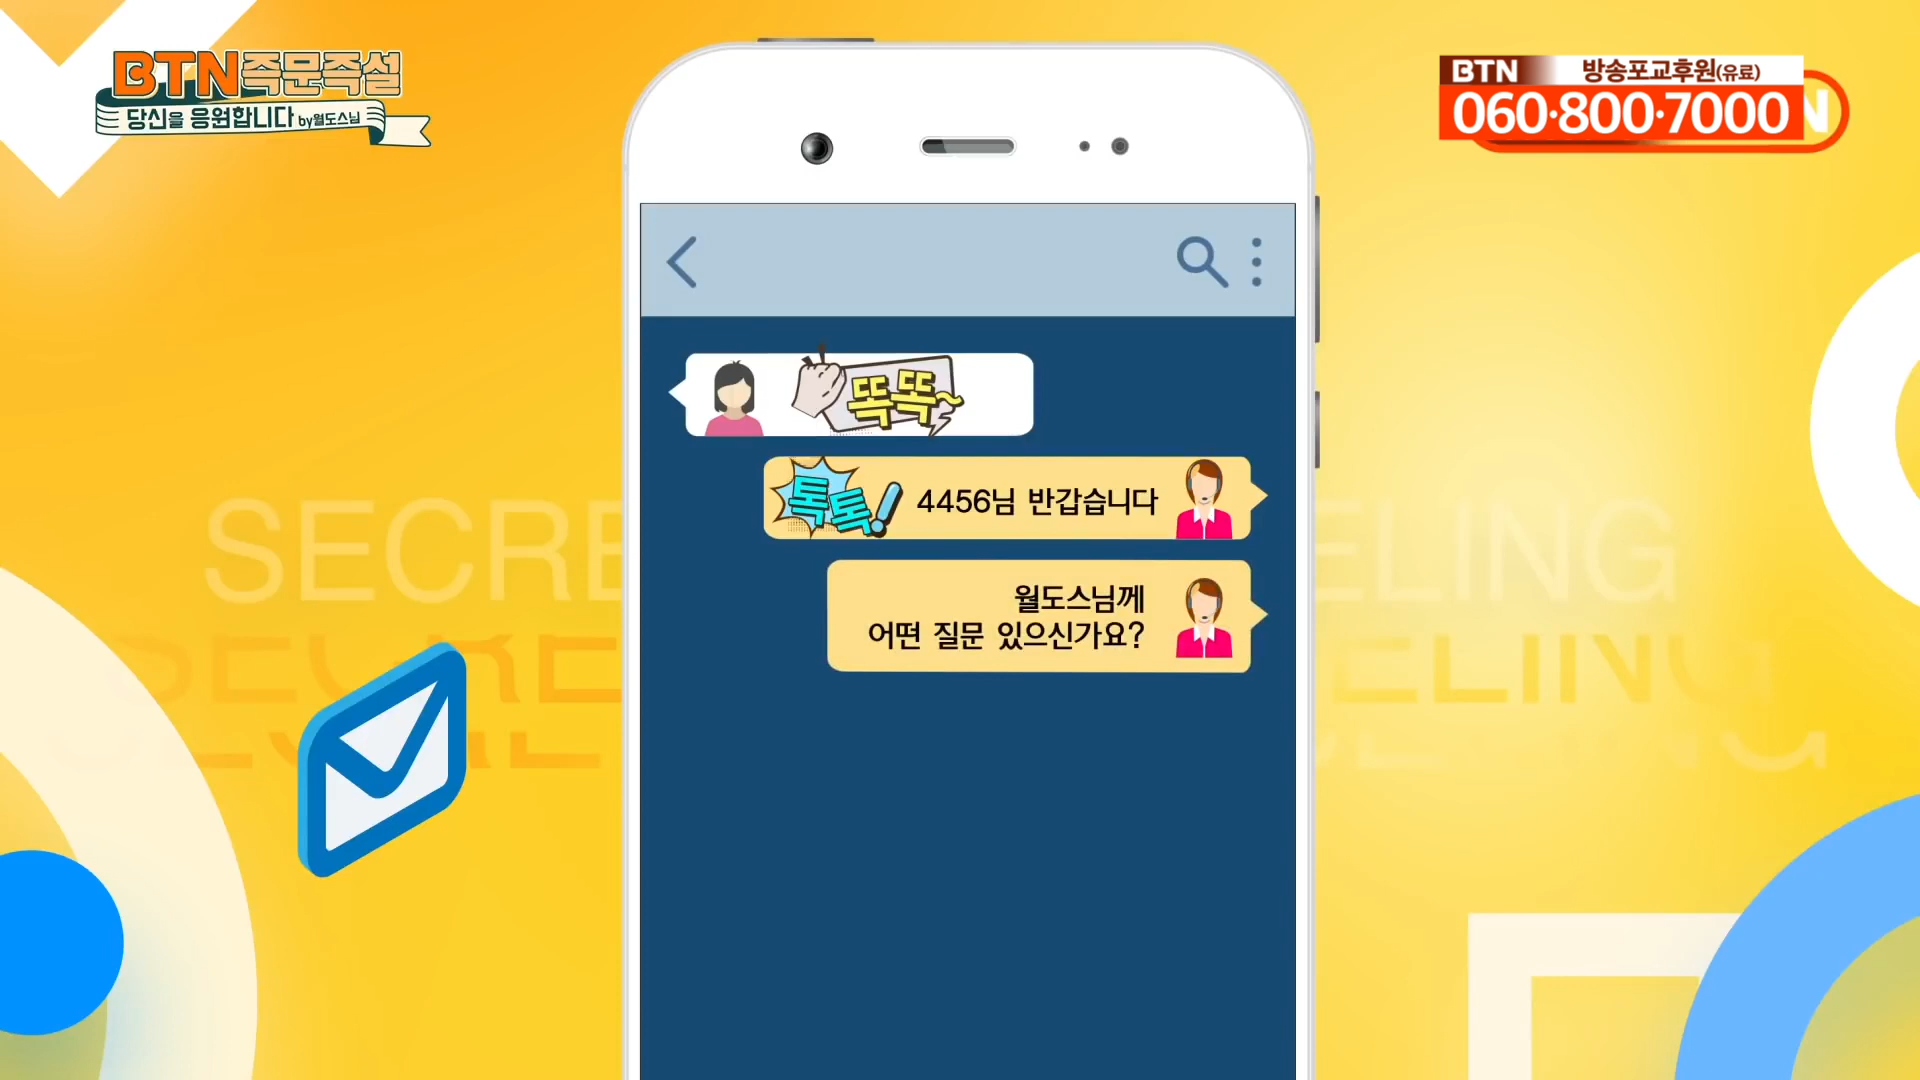 BTN즉문즉설
당신을 응원합니다 by월도스님
BTN 방송포교후원(유료)
060·800·7000
똑똑~
톡톡! 4456님 반갑습니다
월도스님께
어떤 질문 있으신가요?
SECRE
ELING